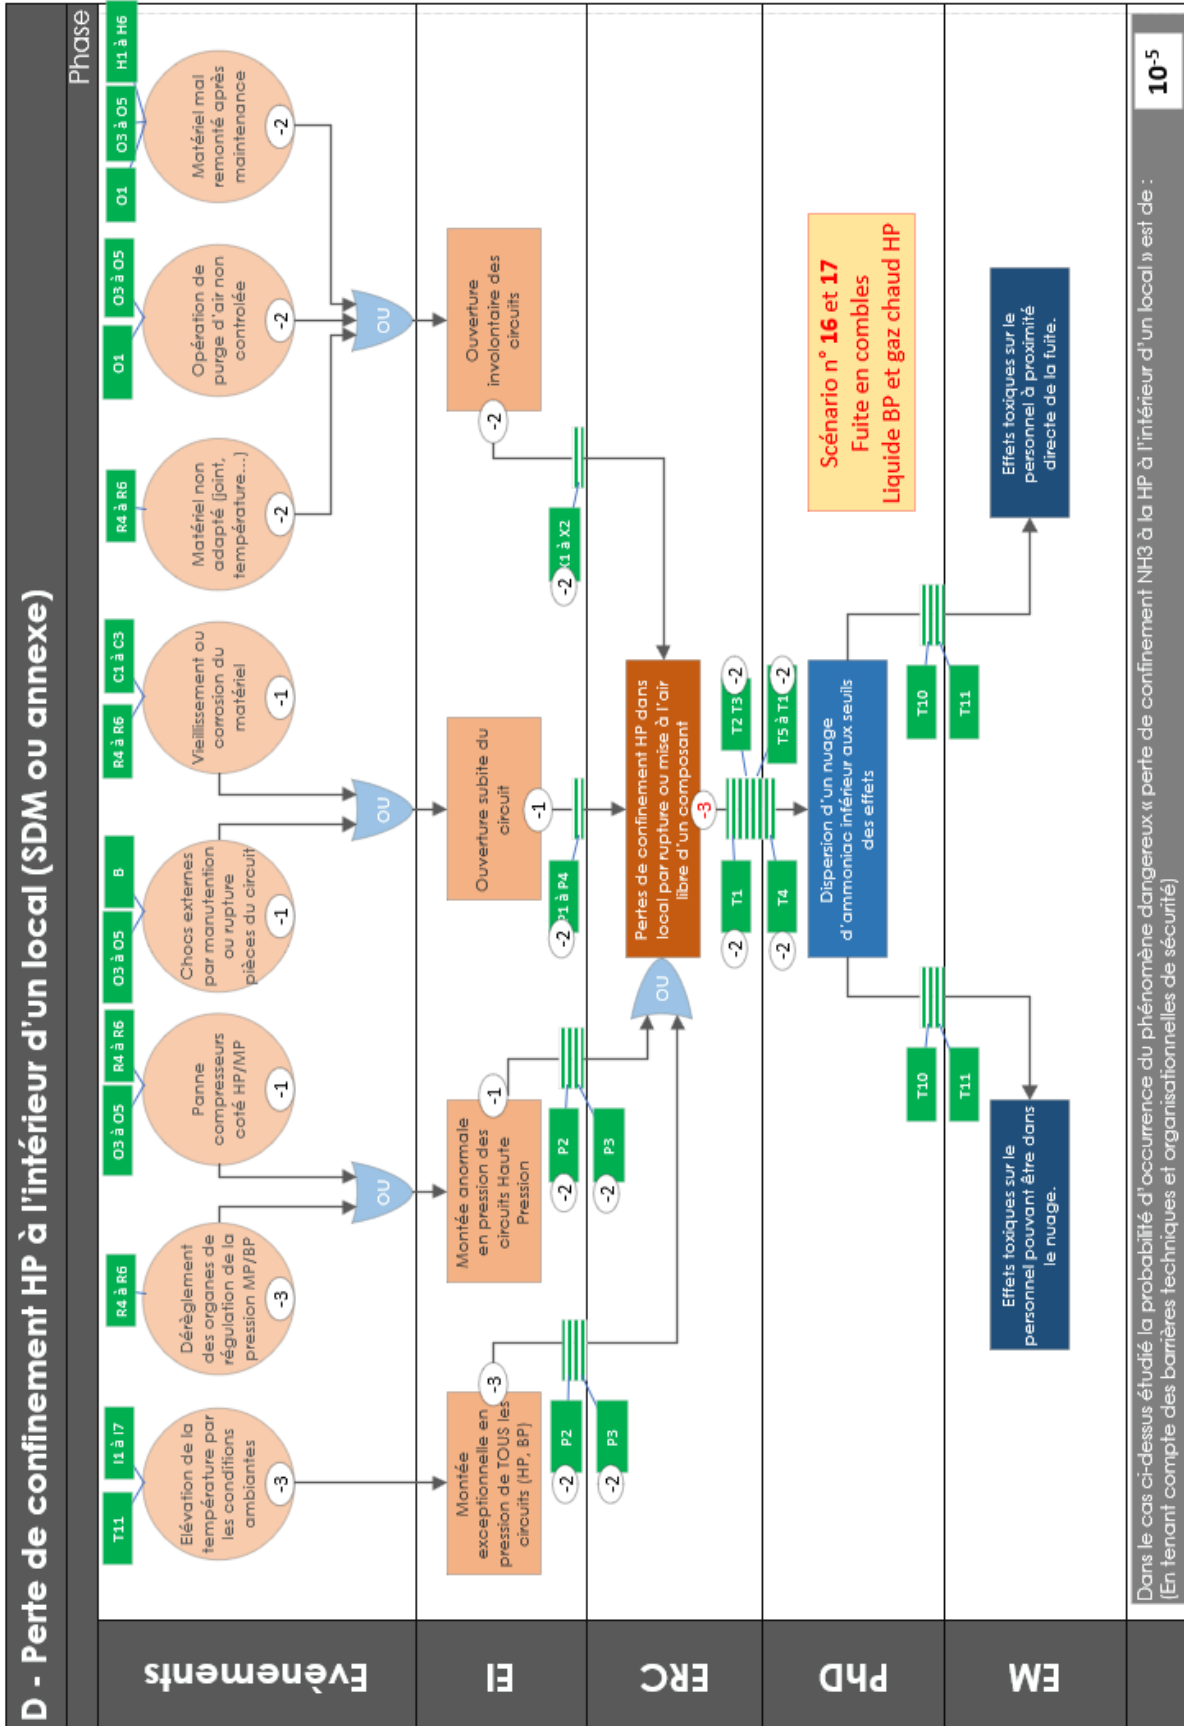 D - Perte de confinement HP à l'intérieur d'un local (SDM ou annexe)
Phase
Evènements
T11
I1 à I7
R4 à R6
O3 à O5
R4 à R6
O3 à O5
B
R4 à R6
C1 à C3
R4 à R6
O1
O3 à O5
O1
O3 à O5
H1 à H6
Elévation de la
température par
les conditions
ambiantes
-3
Dérèglement
des organes de
régulation de la
pression MP/BP
-3
Panne
compresseurs
coté HP/MP
-1
Chocs externes
par manutention
ou rupture
pièces du circuit
-1
Vieillissement ou
corrosion du
matériel
-1
Matériel non
adapté (joint,
température...)
-2
Opération de
purge d'air non
controlée
-2
Matériel mal
remonté après
maintenance
-2
OU
OU
OU
EI
Montée
exceptionnelle en
pression de TOUS les
circuits (HP, BP)
-3
Montée anormale
en pression des
circuits Haute
Pression
-1
Ouverture subite du
circuit
-1
Ouverture
involontaire des
circuits
-2
P2
-2
P3
-2
P2
-2
P3
-2
P1 à P4
-2
X1 à X2
-2
ERC
OU
Pertes de confinement HP dans
local par rupture ou mise à l'air
libre d'un composant
-3
T1
-2
T2 T3
-2
T4
-2
T5 à T1
-2
PhD
Dispersion d'un nuage
d'ammoniac inférieur aux seuils
des effets
Scénario n° 16 et 17
Fuite en combles
Liquide BP et gaz chaud HP
T10
T11
T10
T11
EM
Effets toxiques sur le
personnel pouvant être dans
le nuage.
Effets toxiques sur le
personnel à proximité
directe de la fuite.
Dans le cas ci-dessus étudié la probabilité d'occurrence du phénomène dangereux « perte de confinement NH3 à la HP à l'intérieur d'un local » est de :
(En tenant compte des barrières techniques et organisationnelles de sécurité)
10-5